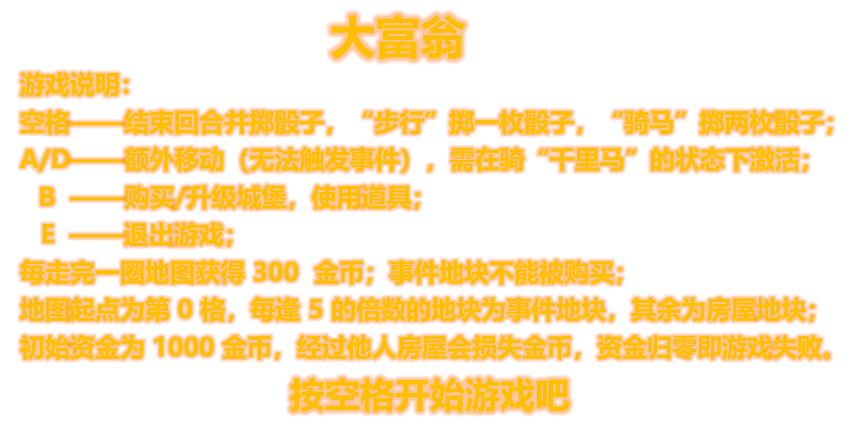 大富翁
游戏说明：
空格——结束回合并掷骰子，“步行”掷一枚骰子，“骑马”掷两枚骰子；
A/D——额外移动（无法触发事件），需在骑“千里马”的状态下激活；
B ——购买/升级城堡，使用道具；
E ——退出游戏；
每走完一圈地图获得 300 金币；事件地块不能被购买；
地图起点为第 0 格，每逢 5 的倍数的地块为事件地块，其余为房屋地块；
初始资金为 1000 金币，经过他人房屋会损失金币，资金归零即游戏失败。
按空格开始游戏吧